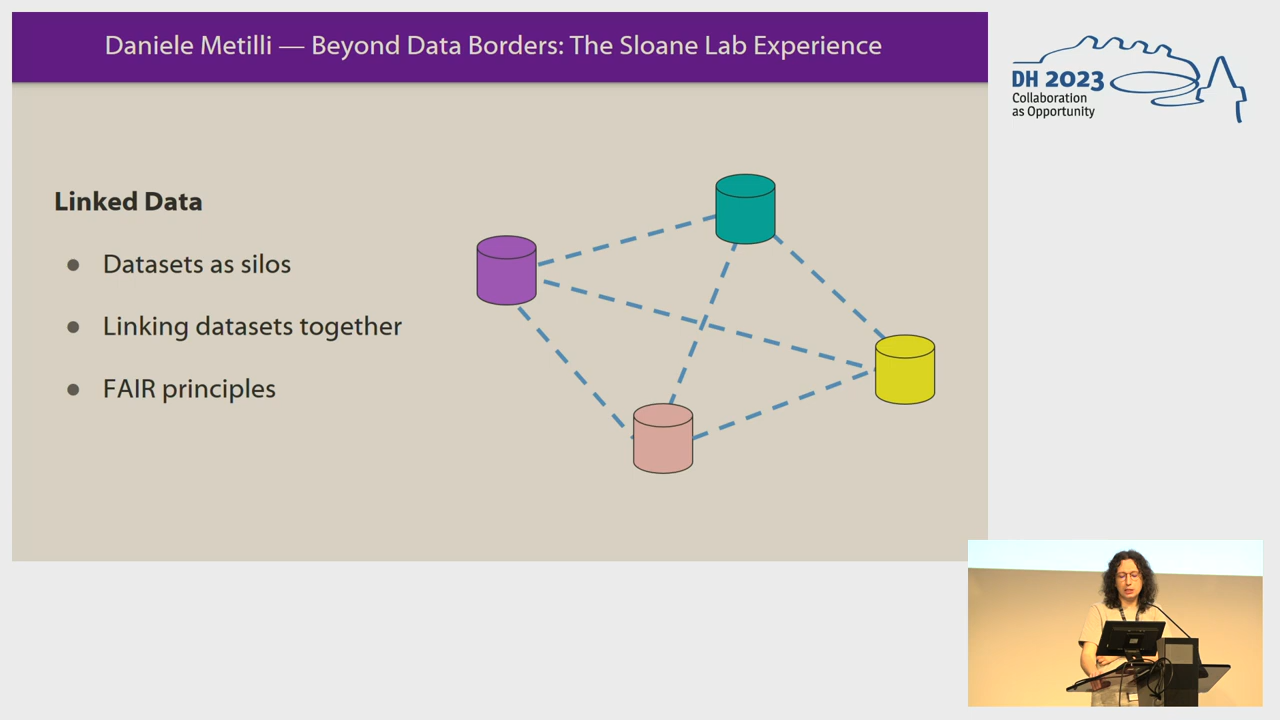 Daniele Metilli — Beyond Data Borders: The Sloane Lab Experience
DH 2023
Collaboration
as Opportunity
Linked Data
● Datasets as silos
● Linking datasets together
● FAIR principles